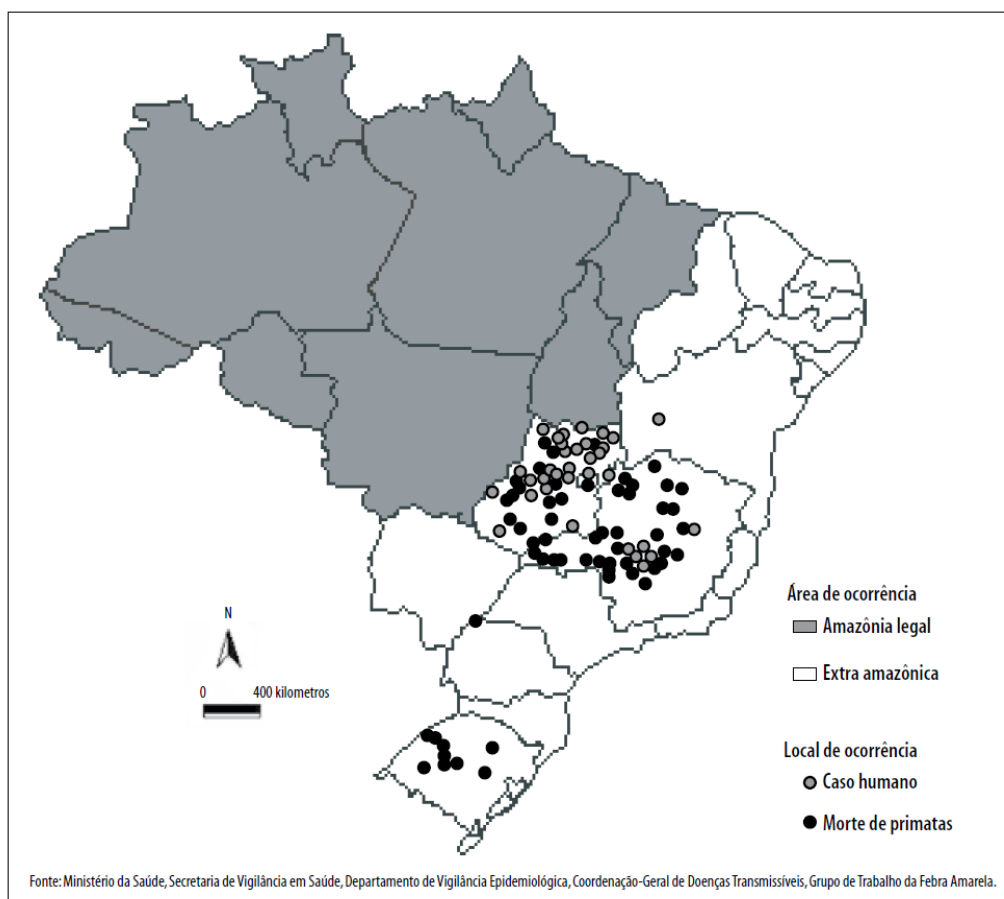 N
0 400 kilometros
Área de ocorrência
Amazônia legal
Extra amazônica
Local de ocorrência
Caso humano
Morte de primatas
Fonte: Ministério da Saúde, Secretaria de Vigilância em Saúde, Departamento de Vigilância Epidemiológica, Coordenação-Geral de Doenças Transmissíveis, Grupo de Trabalho da Febra Amarela.